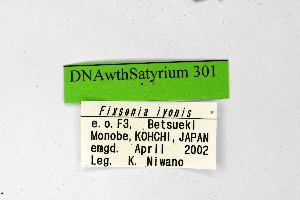 DNAwthSatyrium 301
Fixsenia iyonis
e.o.F3, Betsueki
Monobe, KOHCHI, JAPAN
emgd. April 2002
Leg. K. Niwano